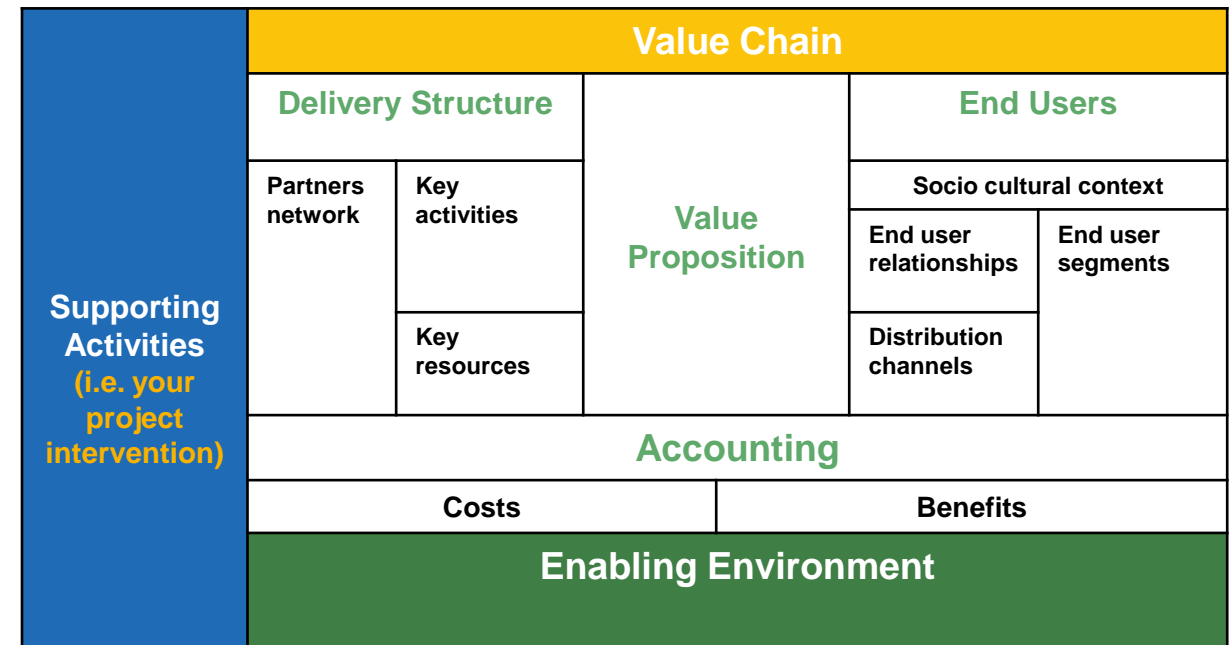 Value Chain
Delivery Structure
End Users
Partners
network
Key
activities
Key
resources
Value
Proposition
Socio cultural context
End user
relationships
End user
segments
Distribution
channels
Supporting
Activities
(i.e. your
project
intervention)
Accounting
Costs
Benefits
Enabling Environment